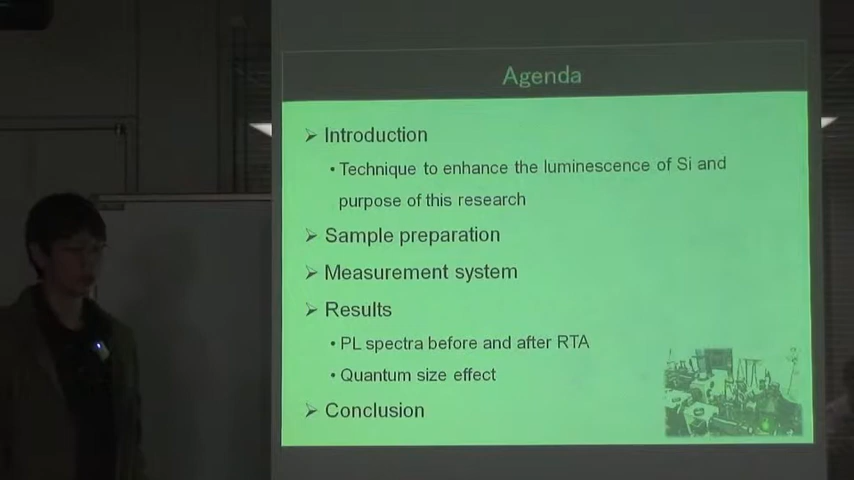 Agenda
➢ Introduction
• Technique to enhance the luminescence of Si and
purpose of this research
➢ Sample preparation
➢ Measurement system
➢ Results
• PL spectra before and after RTA
• Quantum size effect
➢ Conclusion